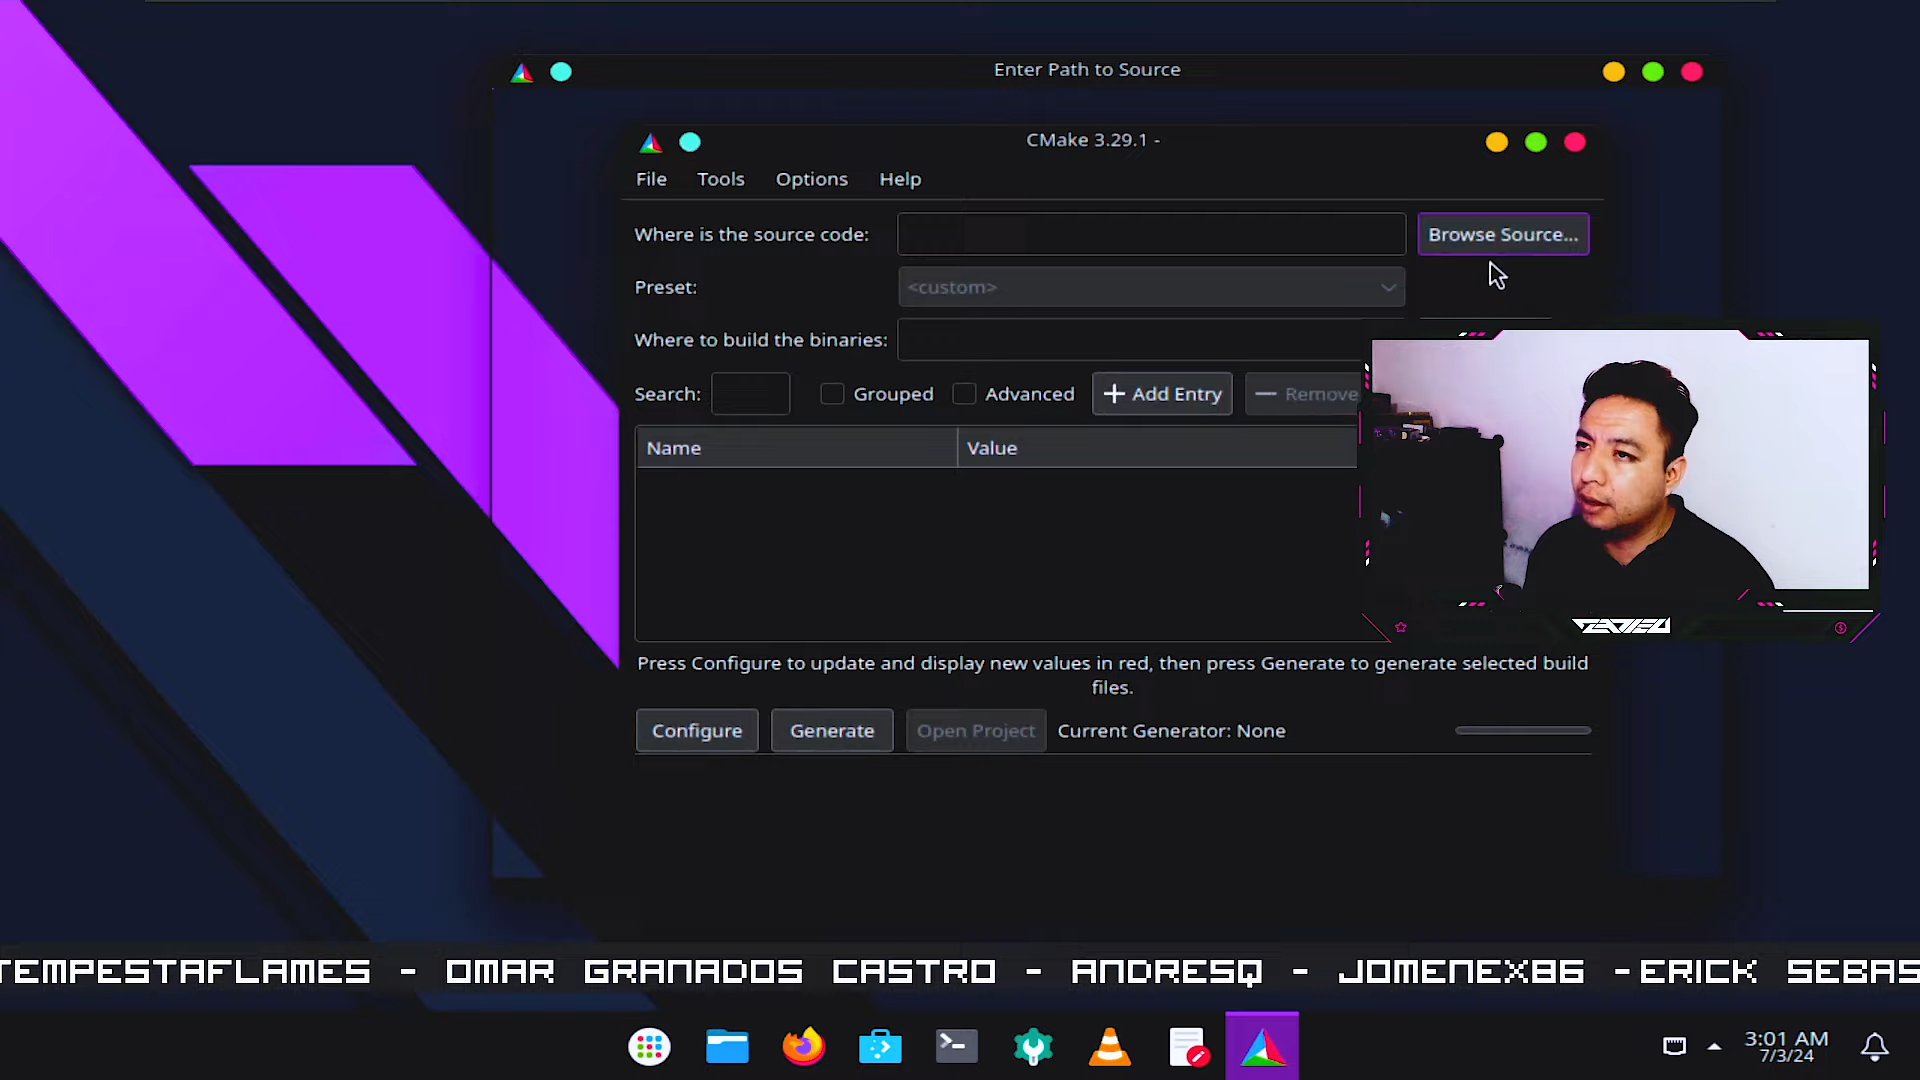 Enter Path to Source
CMake 3.29.1 -
File Tools Options Help
Where is the source code: Browse Source...
Preset: <custom>
Where to build the binaries:
Search: Grouped Advanced + Add Entry — Remove
Name Value
Press Configure to update and display new values in red, then press Generate to generate selected build
files.
Configure Generate Open Project Current Generator: None
TEMPESTAFLAMES - OMAR GRANADOS CASTRO - ANDRESQ - JOMENEX86 -ERICK SEBAS
3:01 AM
7/3/24